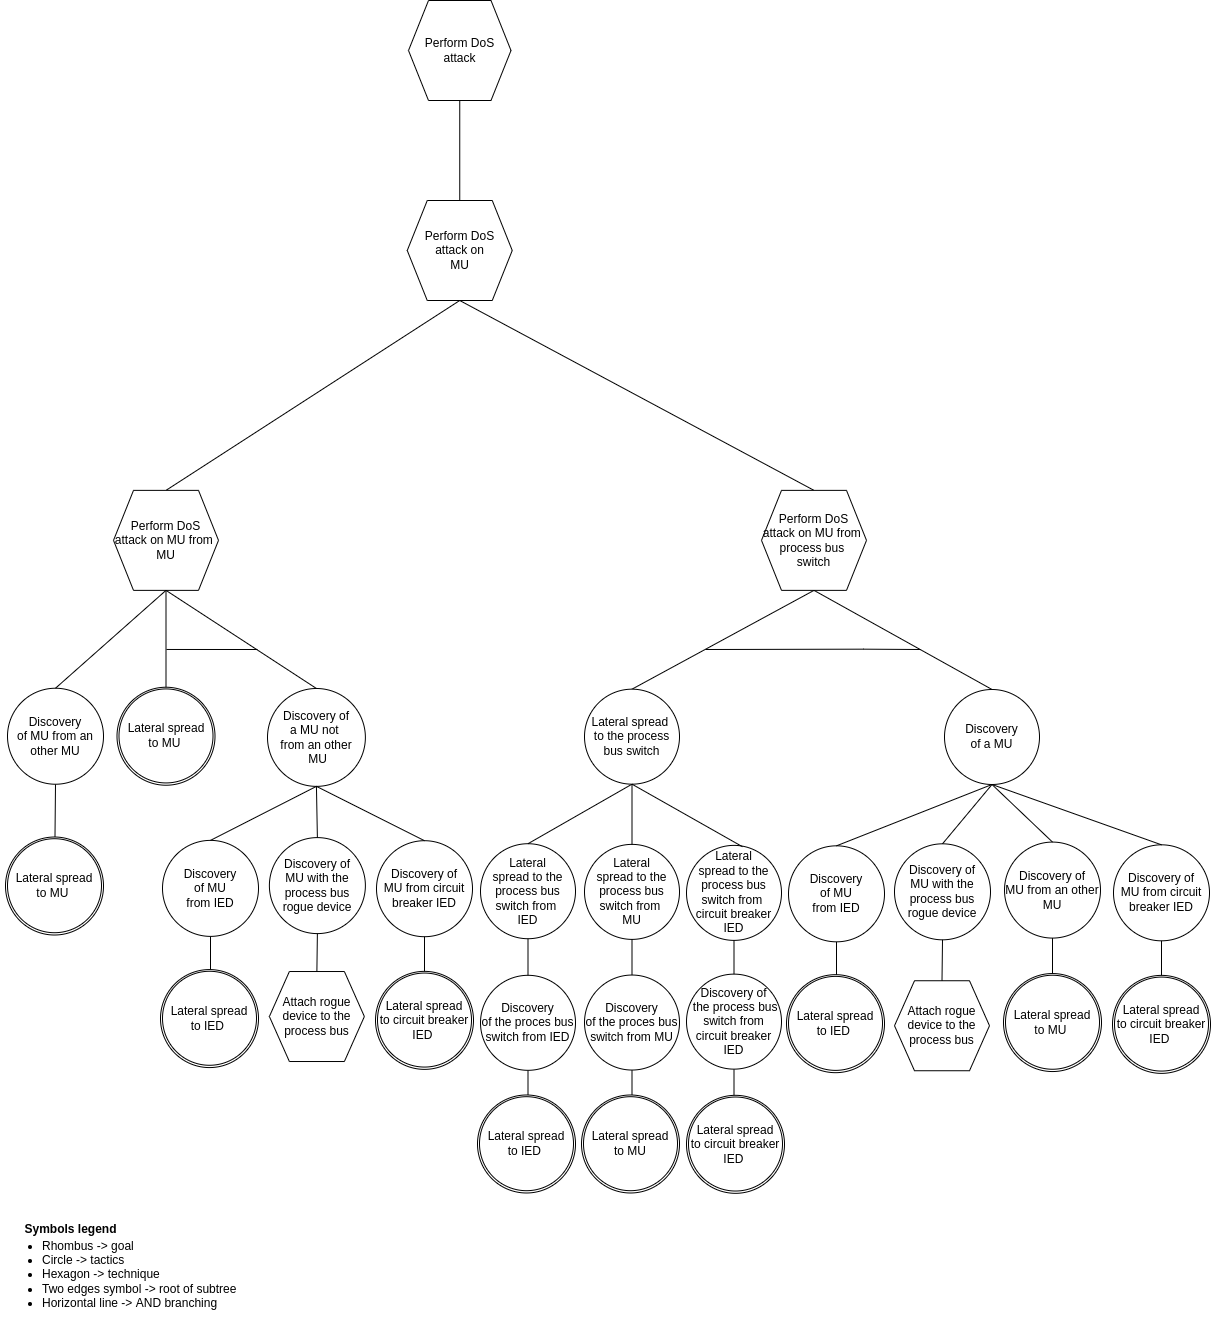 Perform DoS
attack
Perform DoS
attack on
MU
Perform DoS
attack on MU from
MU
Perform DoS
attack on MU from
process bus
switch
Discovery
of MU from an
other MU
Lateral spread
to MU
Discovery of
a MU not
from an other
MU
Lateral spread
to the process
bus switch
Discovery
of a MU
Lateral spread
to MU
Discovery
of MU
from IED
Discovery of
MU with the
process bus
rogue device
Discovery of
MU from circuit
breaker IED
Lateral
spread to the
process bus
switch from
IED
Lateral
spread to the
process bus
switch from
MU
Lateral
spread to the
process bus
switch from
circuit breaker
IED
Discovery
of MU
from IED
Discovery of
MU with the
process bus
rogue device
Discovery of
MU from an other
MU
Discovery of
MU from circuit
breaker IED
Lateral spread
to IED
Attach rogue
device to the
process bus
Lateral spread
to circuit breaker
IED
Discovery
of the proces bus
switch from IED
Discovery
of the proces bus
switch from MU
Discovery of
the process bus
switch from
circuit breaker
IED
Lateral spread
to IED
Attach rogue
device to the
process bus
Lateral spread
to MU
Lateral spread
to circuit breaker
IED
Lateral spread
to IED
Lateral spread
to MU
Lateral spread
to circuit breaker
IED
Symbols legend
• Rhombus -> goal
• Circle -> tactics
• Hexagon -> technique
• Two edges symbol -> root of subtree
• Horizontal line -> AND branching